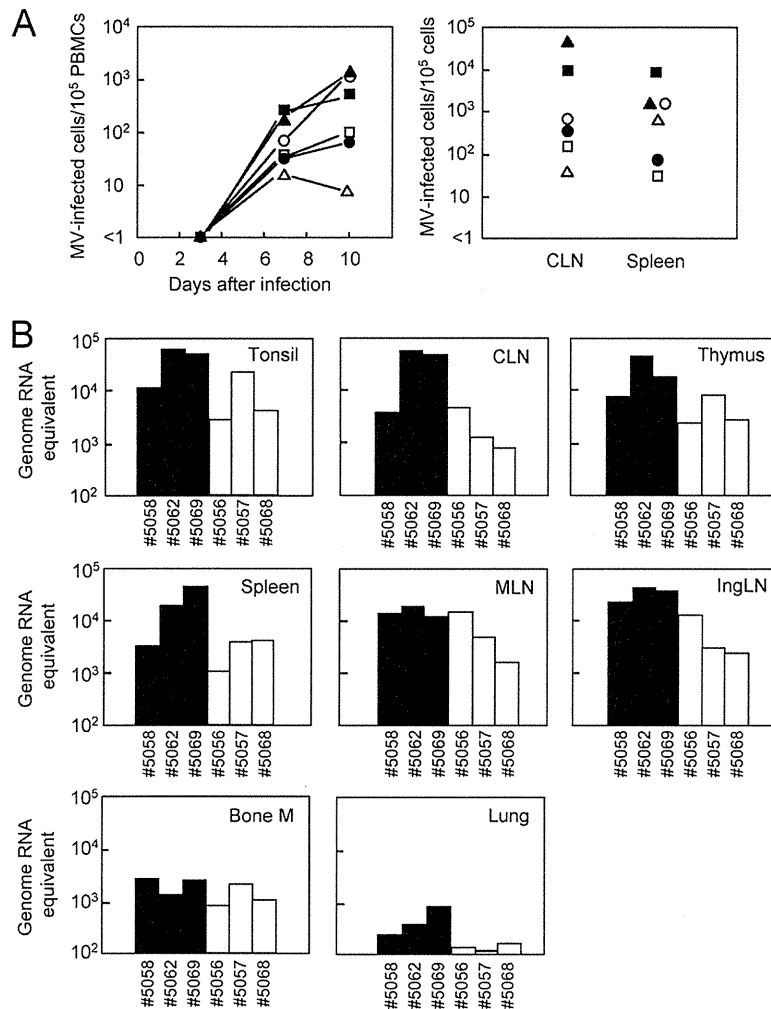 A
MV-infected cells/10⁵ PBMCs
10⁴
10³
10²
10
<1
0 2 4 6 8 10
Days after infection
MV-infected cells/10⁵ cells
10⁵
10⁴
10³
10²
10
<1
CLN Spleen
B
Genome RNA
equivalent
10⁵
10⁴
10³
10²
Tonsil
#5058 #5062 #5069 #5056 #5057 #5068
CLN
#5058 #5062 #5069 #5056 #5057 #5068
Thymus
#5058 #5062 #5069 #5056 #5057 #5068
Genome RNA
equivalent
10⁵
10⁴
10³
10²
Spleen
#5058 #5062 #5069 #5056 #5057 #5068
MLN
#5058 #5062 #5069 #5056 #5057 #5068
IngLN
#5058 #5062 #5069 #5056 #5057 #5068
Genome RNA
equivalent
10⁵
10⁴
10³
10²
Bone M
#5058 #5062 #5069 #5056 #5057 #5068
Lung
#5058 #5062 #5069 #5056 #5057 #5068